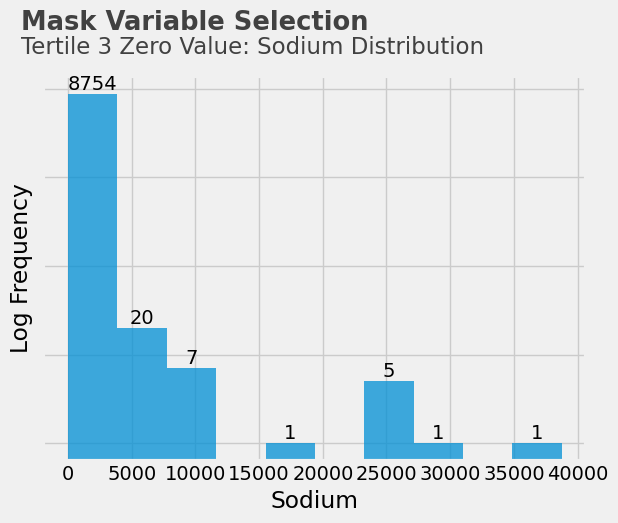 Mask Variable Selection
Tertile 3 Zero Value: Sodium Distribution
8754
20
7
1
5
1
1
Log Frequency
0 5000 10000 15000 20000 25000 30000 35000 40000
Sodium